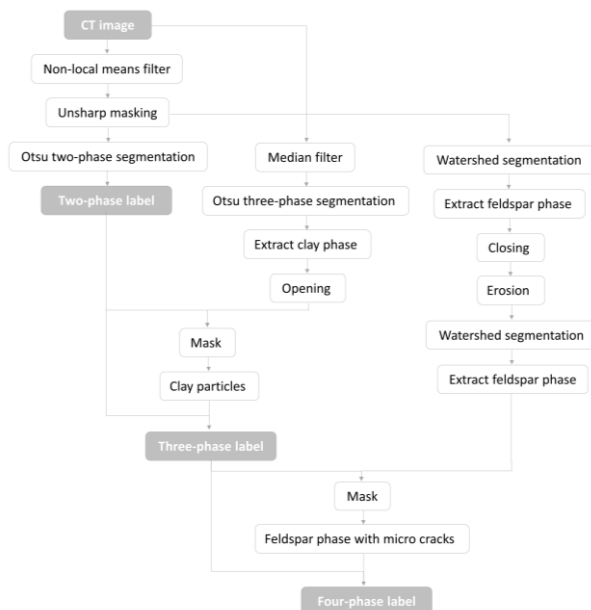 CT image
Non-local means filter
Unsharp masking
Otsu two-phase segmentation
Median filter
Watershed segmentation
Two-phase label
Otsu three-phase segmentation
Extract feldspar phase
Extract clay phase
Closing
Opening
Erosion
Mask
Watershed segmentation
Clay particles
Extract feldspar phase
Three-phase label
Mask
Feldspar phase with micro cracks
Four-phase label